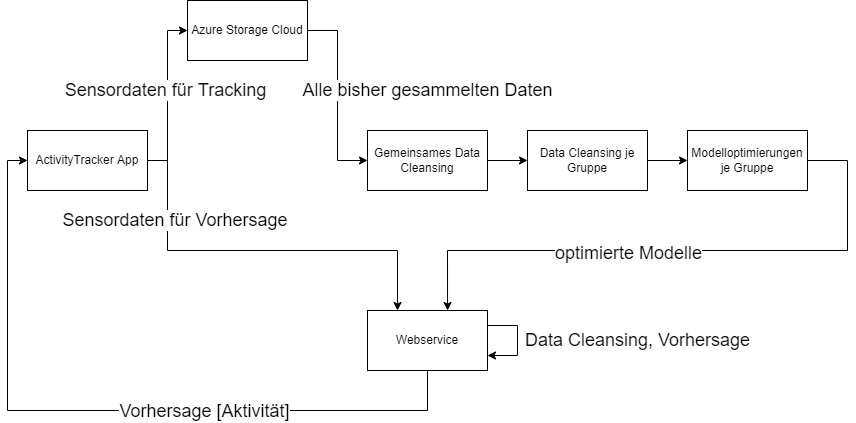 Azure Storage Cloud
Sensordaten für Tracking
Alle bisher gesammelten Daten
ActivityTracker App
Gemeinsames Data
Cleansing
Data Cleansing je
Gruppe
Modelloptimierungen
je Gruppe
Sensordaten für Vorhersage
optimierte Modelle
Webservice
Data Cleansing, Vorhersage
Vorhersage [Aktivität]